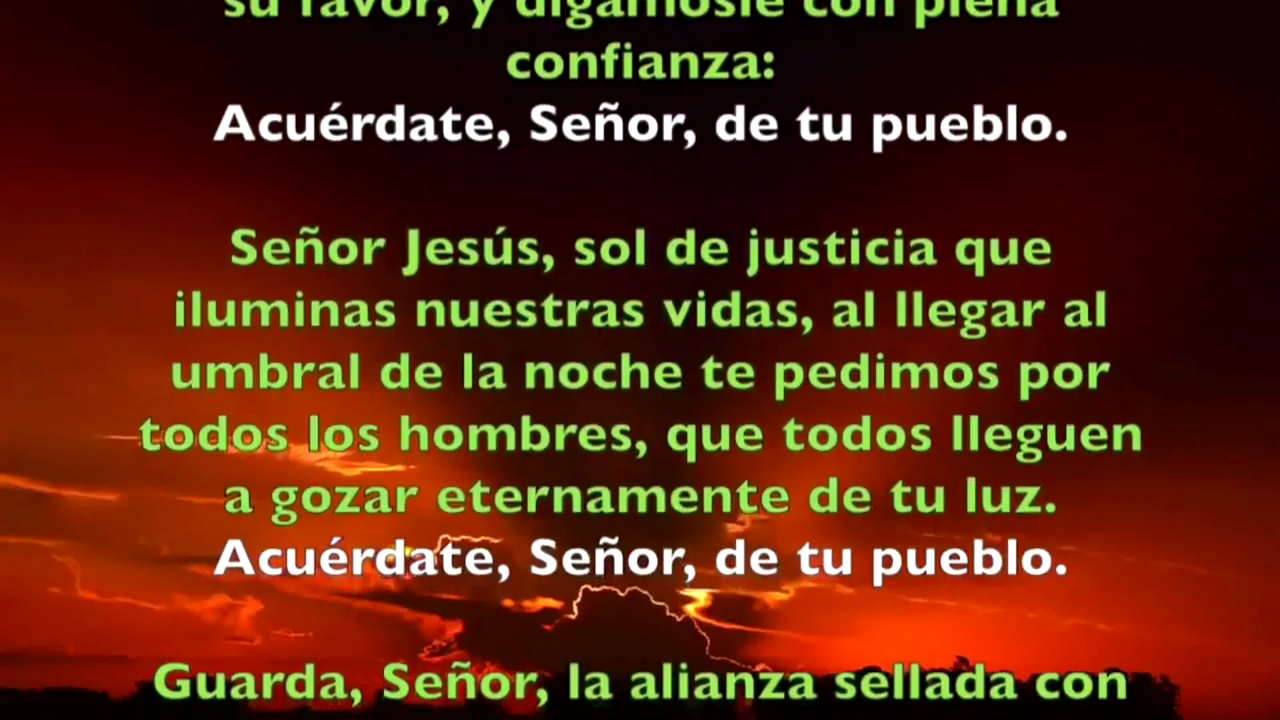 su favor, y digámosle con plena
confianza:
Acuérdate, Señor, de tu pueblo.
Señor Jesús, sol de justicia que
iluminas nuestras vidas, al llegar al
umbral de la noche te pedimos por
todos los hombres, que todos lleguen
a gozar eternamente de tu luz.
Acuérdate, Señor, de tu pueblo.
Guarda, Señor, la alianza sellada con